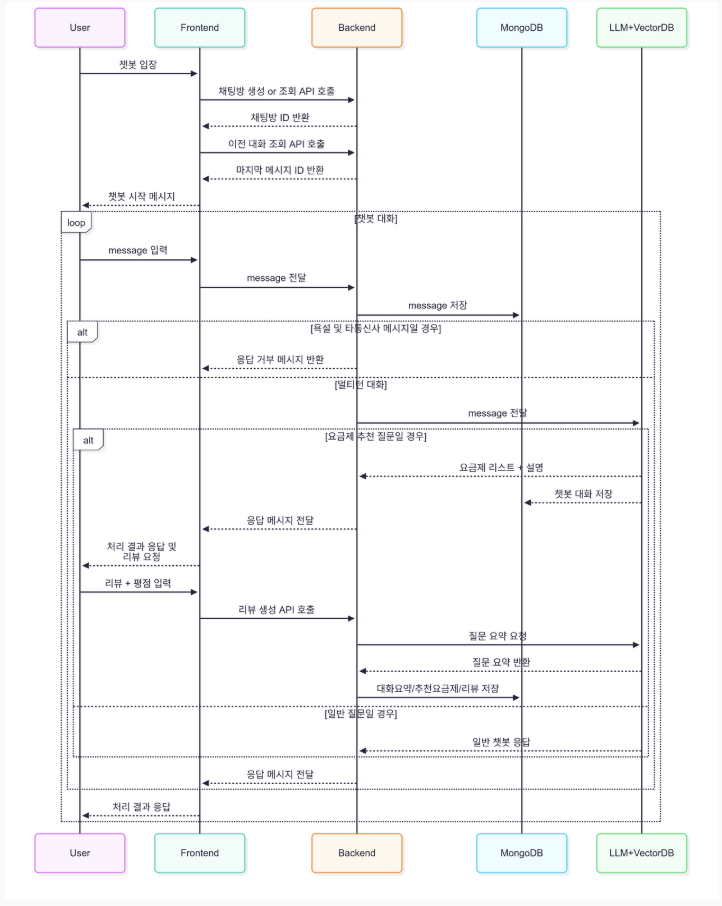 User
Frontend
Backend
MongoDB
LLM+VectorDB
챗봇 입장
채팅방 생성 or 조회 API 호출
채팅방 ID 반환
이전 대화 조회 API 호출
마지막 메시지 ID 반환
챗봇 시작 메시지
loop
[챗봇 대화]
message 입력
message 전달
message 저장
alt
[욕설 및 타통신사 메시지일 경우]
응답 거부 메시지 반환
[멀티턴 대화]
message 전달
alt
[요금제 추천 질문일 경우]
요금제 리스트 + 설명
챗봇 대화 저장
응답 메시지 전달
처리 결과 응답 및
리뷰 요청
리뷰 + 평점 입력
리뷰 생성 API 호출
질문 요약 요청
질문 요약 반환
대화요약/추천요금제/리뷰 저장
[일반 질문일 경우]
일반 챗봇 응답
응답 메시지 전달
처리 결과 응답
User
Frontend
Backend
MongoDB
LLM+VectorDB